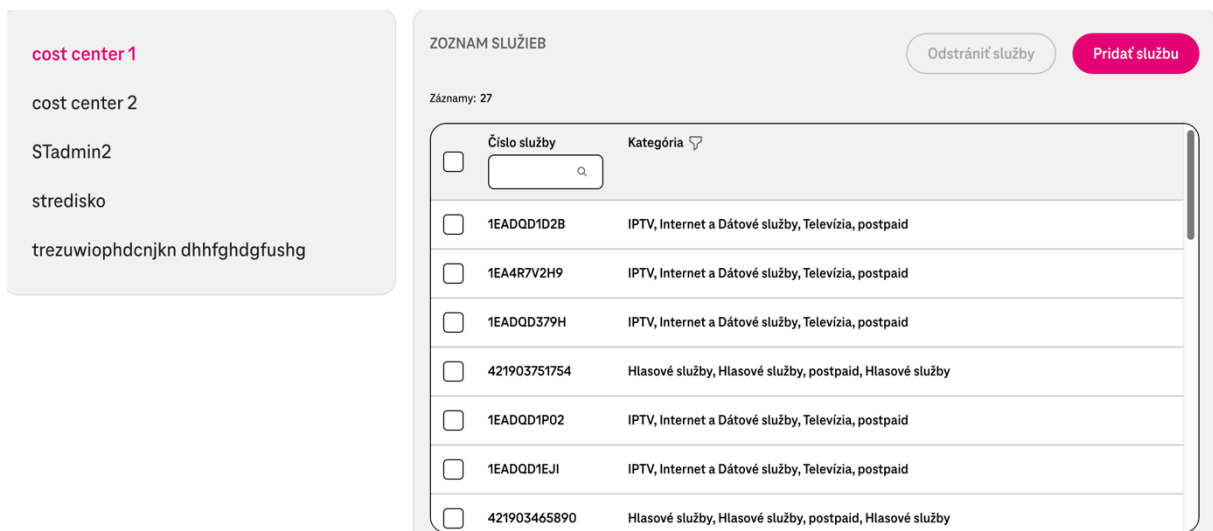 cost center 1
cost center 2
STadmin2
stredisko
trezuwiophdcnjkn dhhfghdgfushg
ZOZNAM SLUŽIEB
Odstrániť služby
Pridať službu
Záznamy: 27
Číslo služby Kategória
1EADQD1D2B IPTV, Internet a Dátové služby, Televízia, postpaid
1EA4R7V2H9 IPTV, Internet a Dátové služby, Televízia, postpaid
1EADQD379H IPTV, Internet a Dátové služby, Televízia, postpaid
421903751754 Hlasové služby, Hlasové služby, postpaid, Hlasové služby
1EADQD1P02 IPTV, Internet a Dátové služby, Televízia, postpaid
1EADQD1EJI IPTV, Internet a Dátové služby, Televízia, postpaid
421903465890 Hlasové služby, Hlasové služby, postpaid, Hlasové služby